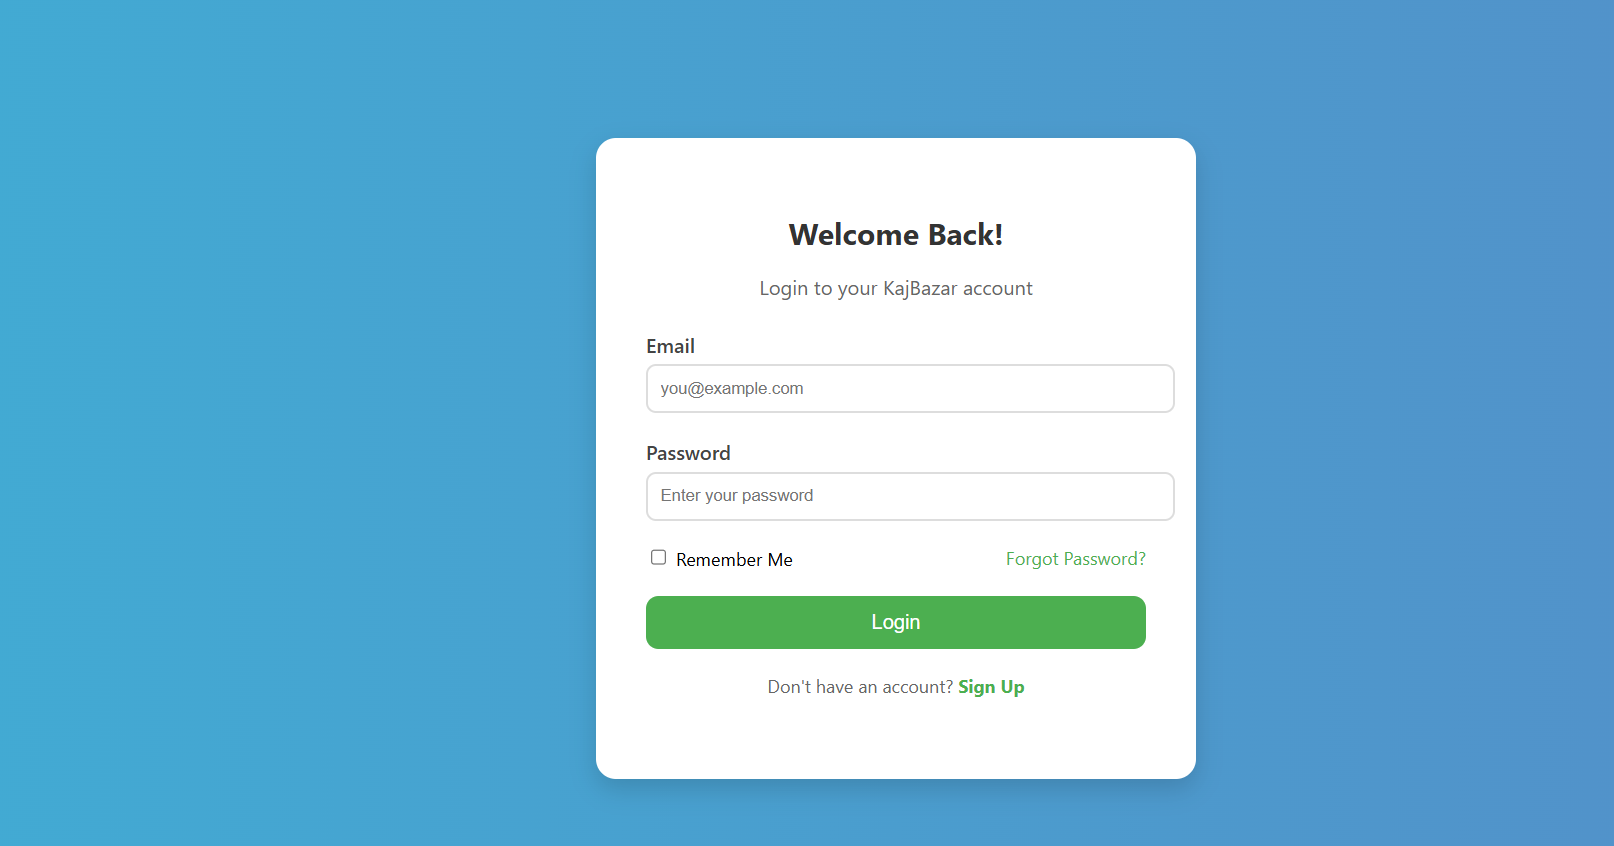 Welcome Back!
Login to your KajBazar account
Email
you@example.com
Password
Enter your password
Remember Me Forgot Password?
Login
Don't have an account? Sign Up